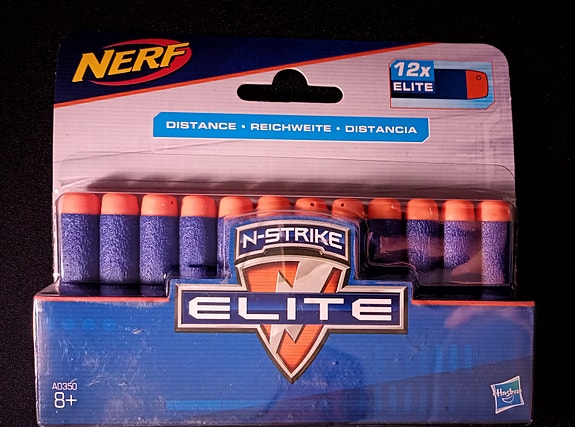 NERF
12x
ELITE
DISTANCE • REICHWEITE • DISTANCIA
N-STRIKE
ELITE
A0350
8+
Hasbro